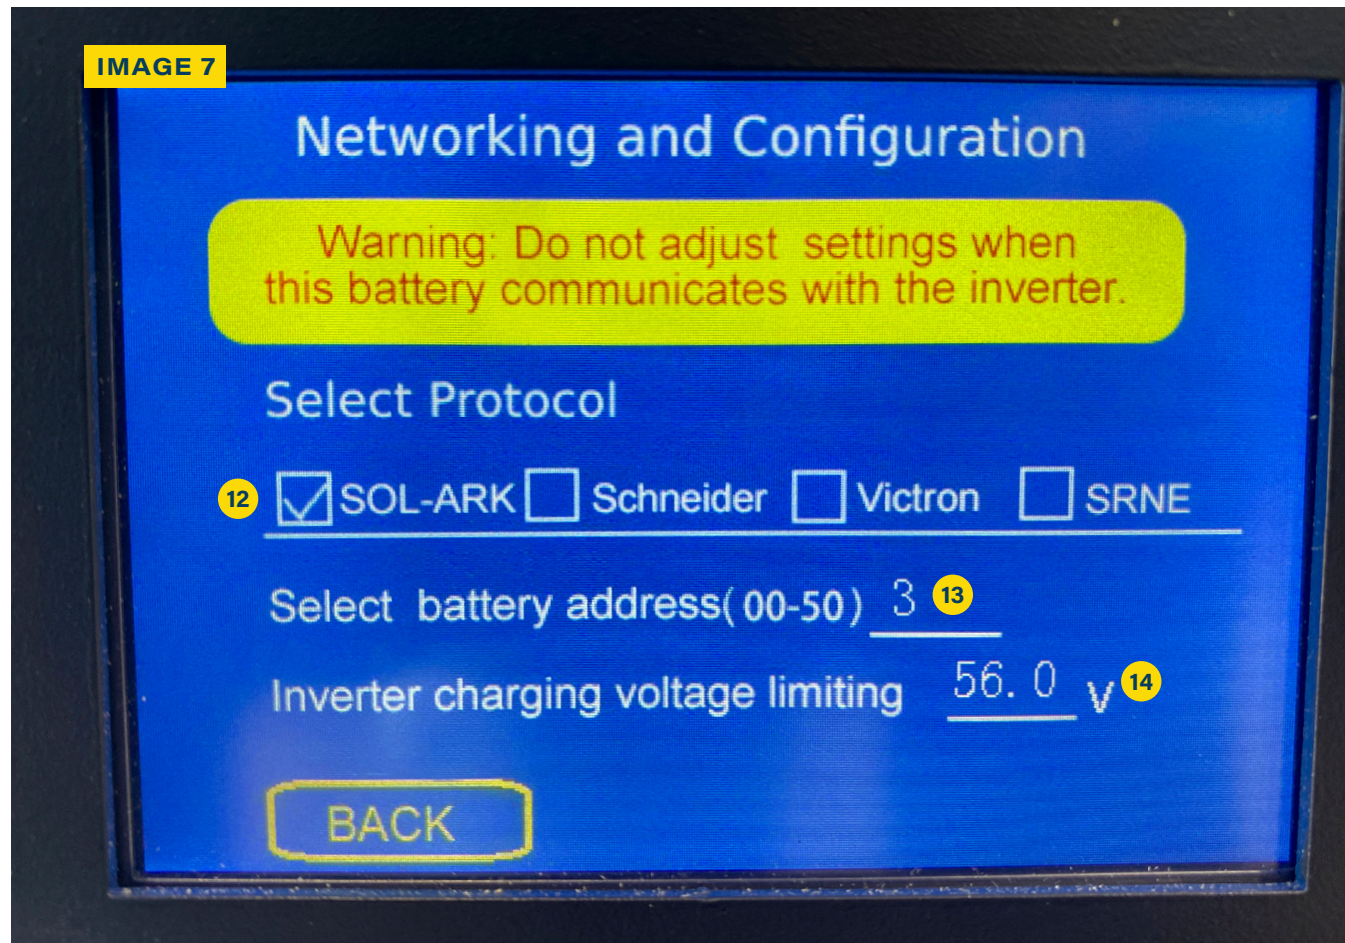 IMAGE 7
Networking and Configuration
Warning: Do not adjust settings when
this battery communicates with the inverter.
Select Protocol
12 SOL-ARK Schneider Victron SRNE
Select battery address(00-50) 3 13
Inverter charging voltage limiting 56.0 V 14
BACK